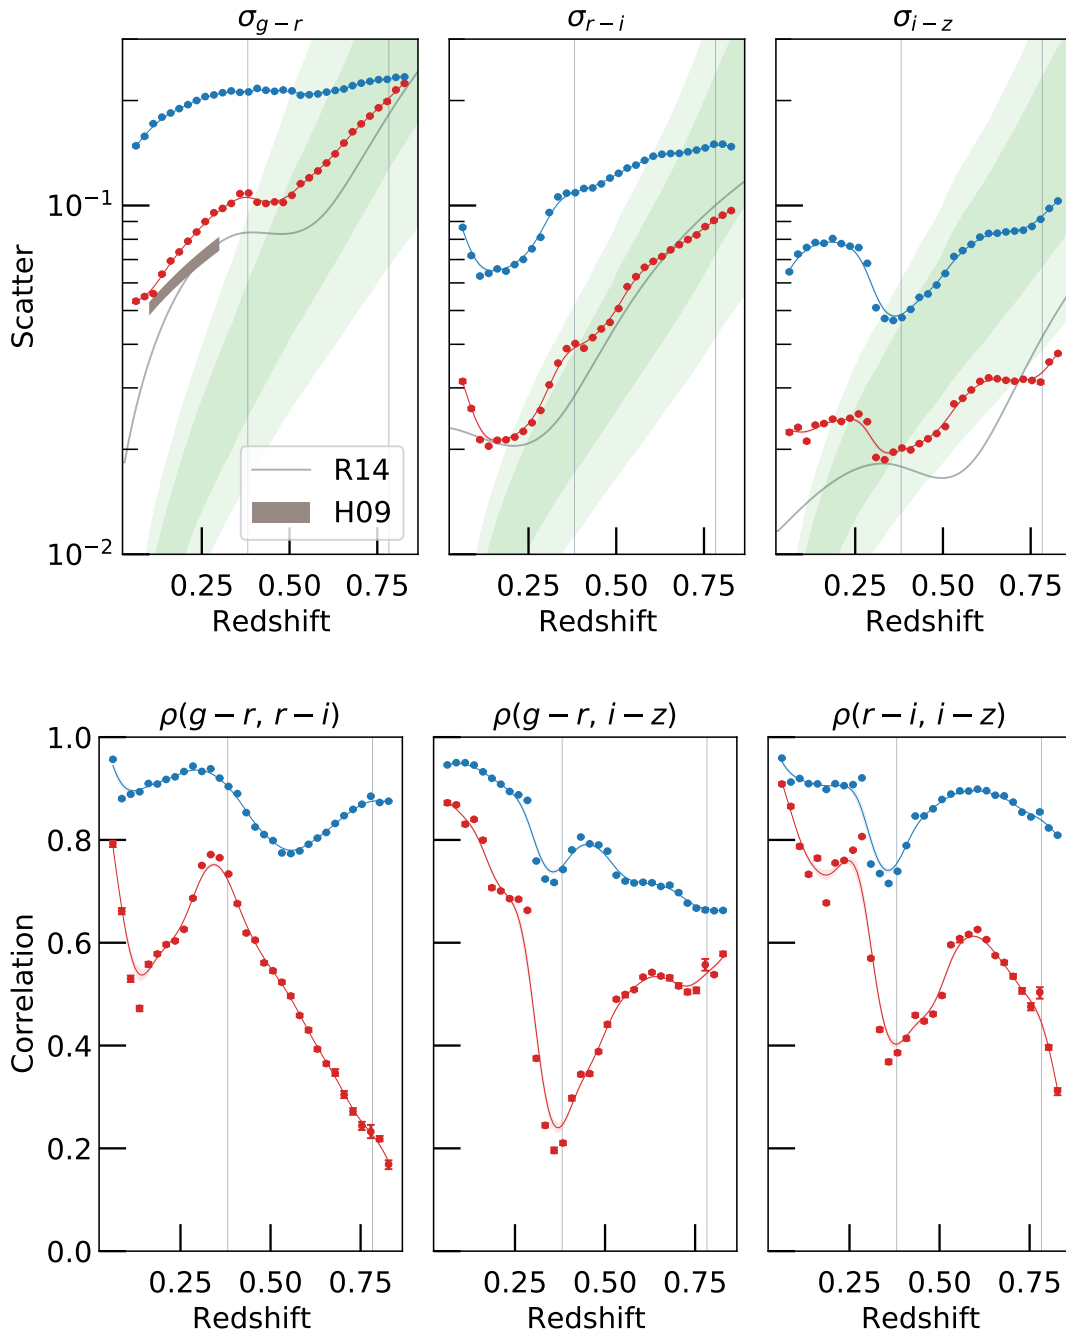 σg − r
σr − i
σi − z
Scatter
10−1
10−2
R14
H09
0.25 0.50 0.75
0.25 0.50 0.75
0.25 0.50 0.75
Redshift
Redshift
Redshift
ρ(g − r, r − i)
ρ(g − r, i − z)
ρ(r − i, i − z)
Correlation
1.0
0.8
0.6
0.4
0.2
0.0
0.25 0.50 0.75
0.25 0.50 0.75
0.25 0.50 0.75
Redshift
Redshift
Redshift